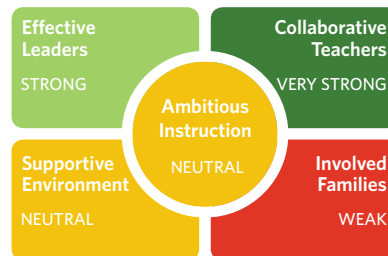 Effective
Leaders
STRONG
Collaborative
Teachers
VERY STRONG
Ambitious
Instruction
NEUTRAL
Supportive
Environment
NEUTRAL
Involved
Families
WEAK